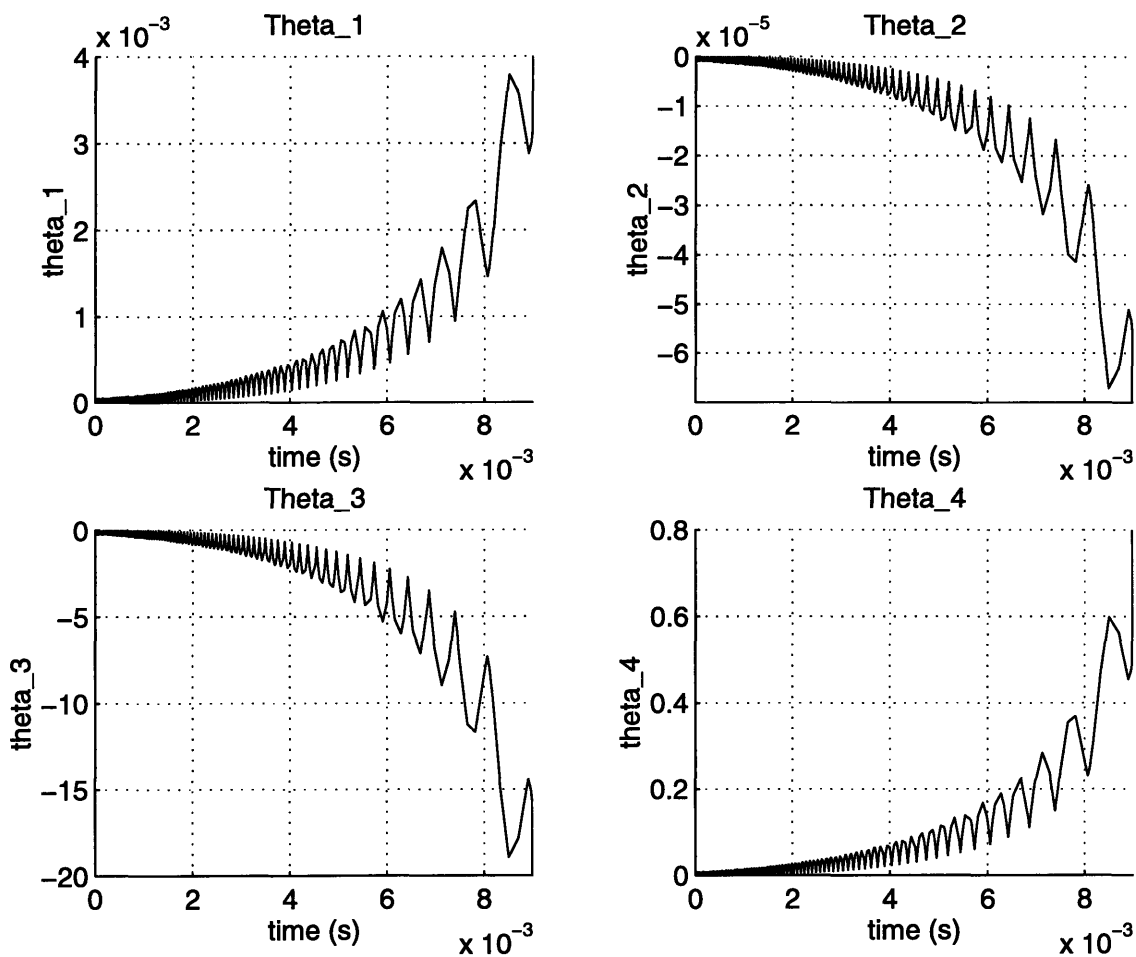 x 10⁻³
Theta_1
4
3
2
1
0
theta_1
0 2 4 6 8
time (s)
x 10⁻³
x 10⁻⁵
Theta_2
0
−1
−2
−3
−4
−5
−6
theta_2
0 2 4 6 8
time (s)
x 10⁻³
Theta_3
0
−5
−10
−15
−20
theta_3
0 2 4 6 8
time (s)
x 10⁻³
Theta_4
0.8
0.6
0.4
0.2
0
theta_4
0 2 4 6 8
time (s)
x 10⁻³